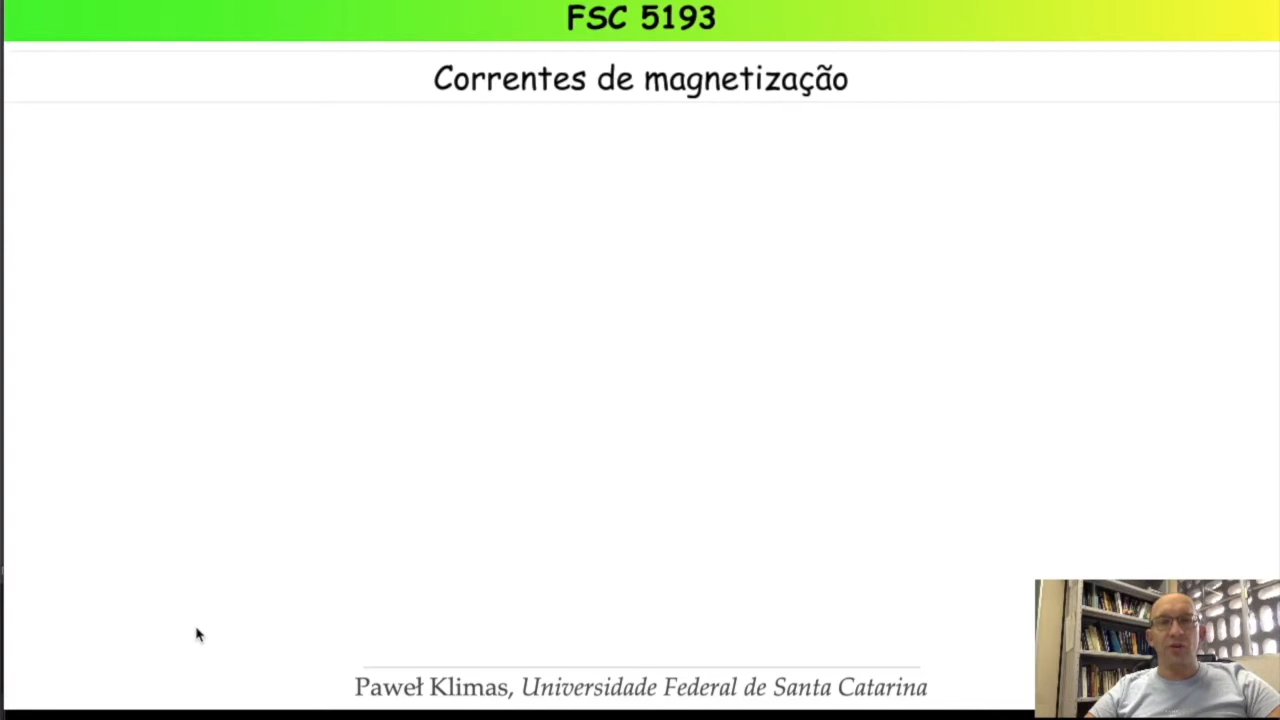 FSC 5193
Correntes de magnetização
Paweł Klimas, Universidade Federal de Santa Catarina